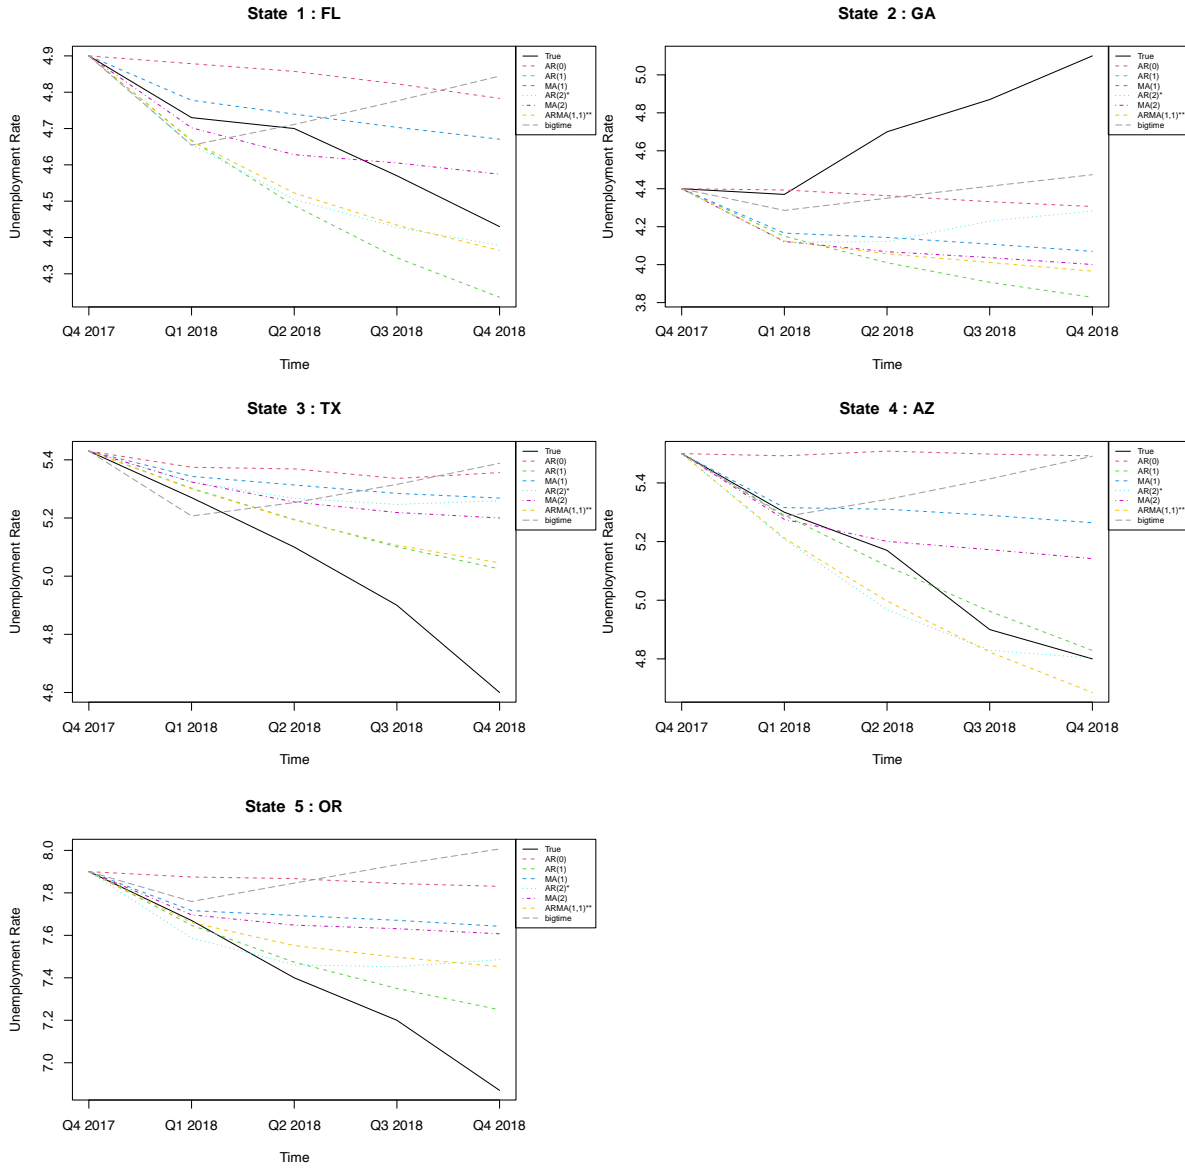 State 1 : FL
Unemployment Rate
4.9
4.8
4.7
4.6
4.5
4.4
4.3
Q4 2017 Q1 2018 Q2 2018 Q3 2018 Q4 2018
Time
True
AR(0)
AR(1)
MA(1)
AR(2)*
MA(2)
ARMA(1,1)**
bigtime
State 2 : GA
Unemployment Rate
5.0
4.8
4.6
4.4
4.2
4.0
3.8
Q4 2017 Q1 2018 Q2 2018 Q3 2018 Q4 2018
Time
True
AR(0)
AR(1)
MA(1)
AR(2)*
MA(2)
ARMA(1,1)**
bigtime
State 3 : TX
Unemployment Rate
5.4
5.2
5.0
4.8
4.6
Q4 2017 Q1 2018 Q2 2018 Q3 2018 Q4 2018
Time
True
AR(0)
AR(1)
MA(1)
AR(2)*
MA(2)
ARMA(1,1)**
bigtime
State 4 : AZ
Unemployment Rate
5.4
5.2
5.0
4.8
Q4 2017 Q1 2018 Q2 2018 Q3 2018 Q4 2018
Time
True
AR(0)
AR(1)
MA(1)
AR(2)*
MA(2)
ARMA(1,1)**
bigtime
State 5 : OR
Unemployment Rate
8.0
7.8
7.6
7.4
7.2
7.0
Q4 2017 Q1 2018 Q2 2018 Q3 2018 Q4 2018
Time
True
AR(0)
AR(1)
MA(1)
AR(2)*
MA(2)
ARMA(1,1)**
bigtime